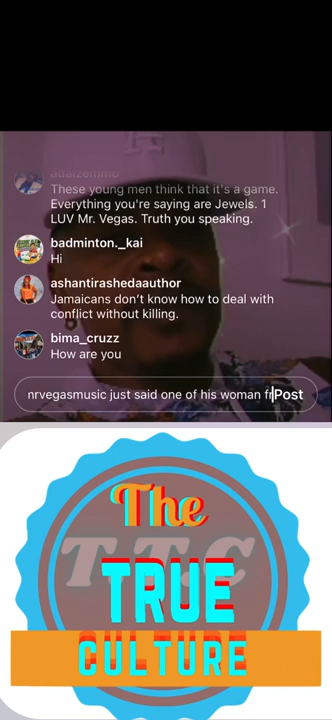 adaizemmo
These young men think that it's a game.
Everything you're saying are Jewels. 1
LUV Mr. Vegas. Truth you speaking.
badminton._kai
Hi
ashantirashedaauthor
Jamaicans don't know how to deal with
conflict without killing.
bima_cruzz
How are you
nrvegasmusic just said one of his woman fr Post
The
T.T.C
TRUE
CULTURE